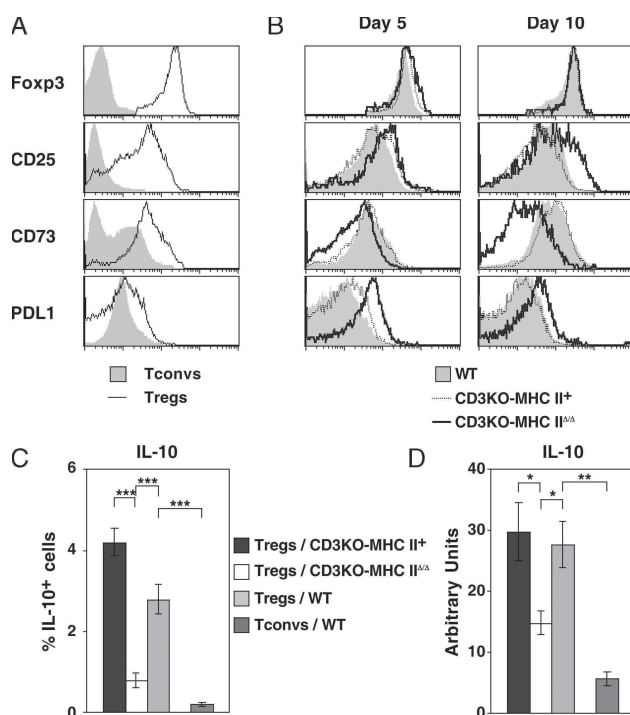 A
B
Day 5
Day 10
Foxp3
CD25
CD73
PDL1
Tconvs
Tregs
WT
CD3KO-MHC II+
CD3KO-MHC IIΔ/Δ
C
IL-10
% IL-10+ cells
6
4
2
0
***
***
***
Tregs / CD3KO-MHC II+
Tregs / CD3KO-MHC IIΔ/Δ
Tregs / WT
Tconvs / WT
D
IL-10
Arbitrary Units
40
30
20
10
0
*
*
**